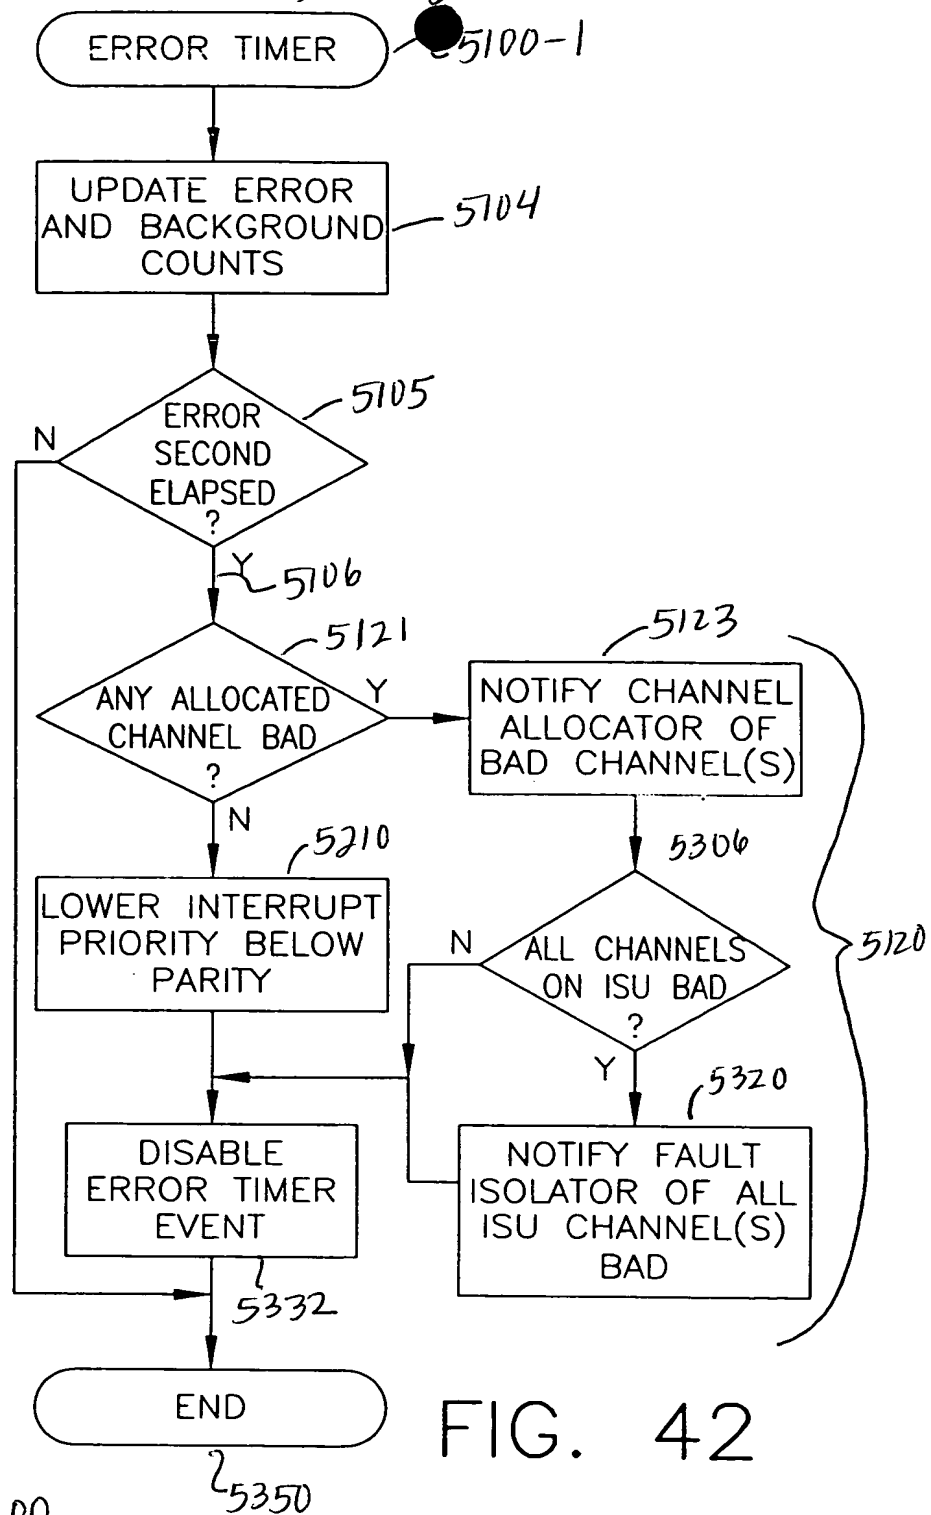 ERROR TIMER
5100-1
UPDATE ERROR
AND BACKGROUND
COUNTS
5104
ERROR
SECOND
ELAPSED
?
5105
N
Y
5106
ANY ALLOCATED
CHANNEL BAD
?
5121
Y
N
NOTIFY CHANNEL
ALLOCATOR OF
BAD CHANNEL(S)
5123
LOWER INTERRUPT
PRIORITY BELOW
PARITY
5210
5306
ALL CHANNELS
ON ISU BAD
?
N
Y
5120
DISABLE
ERROR TIMER
EVENT
5332
NOTIFY FAULT
ISOLATOR OF ALL
ISU CHANNEL(S)
BAD
5320
END
5350
FIG. 42